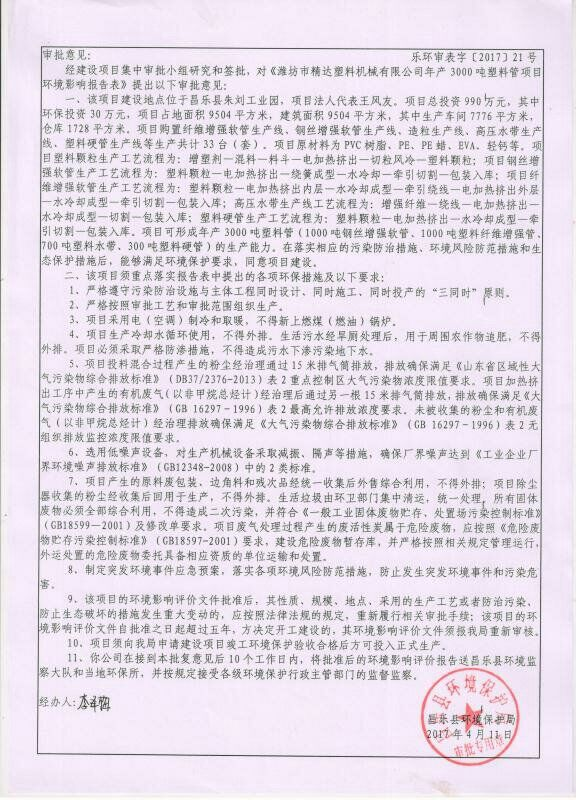 审批意见：
乐环审表字［2017］21 号
经建设项目集中审批小组研究和签批，对《潍坊市精达塑料机械有限公司年产 3000 吨塑料管项目
环境影响报告表》提出以下审批意见：
一、该项目建设地点位于昌乐县朱刘工业园，项目法人代表王风友。项目总投资 990 万元，其中
环保投资 30 万元，项目占地面积 9504 平方米，建筑面积 9504 平方米，其中生产车间 7776 平方米，
仓库 1728 平方米。项目购置纤维增强软管生产线、钢丝增强软管生产线、造粒生产线、高压水带生产
线、塑料硬管生产线等生产共计 33 台（套）。项目原材料为 PVC 树脂、PE、PE 蜡、EVA、轻钙等。项
目塑料颗粒生产工艺流程为：增塑剂—混料—料斗—电加热挤出—切粒风冷—塑料颗粒；项目钢丝增
强软管生产工艺流程为：塑料颗粒—电加热挤出—绕簧成型—水冷却—牵引切割—包装入库；项目纤
维增强软管生产工艺流程为：塑料颗粒—电加热挤出内层—水冷却成型—牵引绕线—电加热挤出外层
—水冷却成型—牵引切割—包装入库；高压水带生产线工艺流程为：增强纤维—绕线—电加热挤出—
水冷却成型—切割—包装入库；塑料硬管生产工艺流程为：塑料颗粒—电加热挤出—水冷却成型—牵
引切割—包装入库。项目可形成年产 3000 吨塑料管（1000 吨钢丝增强软管、1000 吨塑料纤维增强软管、
700 吨塑料水带、300 吨塑料硬管）的生产能力。在落实相应的污染防治措施、环境风险防范措施和生
态保护措施后，能够满足环境保护要求，同意项目建设。
二、该项目须重点落实报告表中提出的各项环保措施及以下要求：
1、严格遵守污染防治设施与主体工程同时设计、同时施工、同时投产的“三同时”原则。
2、严格按照审批工艺和审批范围组织生产。
3、项目采用电（空调）制冷和取暖，不得新上燃煤（燃油）锅炉。
4、项目生产冷却水循环使用，不得外排。生活污水经旱厕处理后，用于周围农作物追肥，不得
外排。项目必须采取严格防渗措施，不得造成污水下渗污染地下水。
5、项目投料混合过程产生的粉尘经治理通过 15 米排气筒排放，排放确保满足《山东省区域性大
气污染物综合排放标准》（DB37/2376-2013）表 2 重点控制区大气污染物浓度限值要求。项目加热挤
出工序中产生的有机废气（以非甲烷总烃计）经治理后通过另一根 15 米排气筒排放，排放确保满足《大
气污染物综合排放标准》（GB 16297-1996）表 2 最高允许排放浓度要求。未被收集的粉尘和有机废
气（以非甲烷总烃计）经治理排放确保满足《大气污染物综合排放标准》（GB 16297-1996）表 2 无
组织排放监控浓度限值要求。
6、选用低噪声设备，对生产机械设备采取减振、隔声等措施，确保厂界噪声达到《工业企业厂
界环境噪声排放标准》（GB12348-2008）中的 2 类标准。
7、项目产生的原料废包装、边角料和残次品经统一收集后外售综合利用，不得外排；项目除尘
器收集的粉尘经收集后回用于生产，不得外排。生活垃圾由环卫部门集中清运，统一处理，所有固体
废物必须全部综合利用，不得造成二次污染，并符合《一般工业固体废物贮存、处置场污染控制标准》
（GB18599—2001）及修改单要求。项目废气处理过程产生的废活性炭属于危险废物，应按照《危险废
物贮存污染控制标准》（GB18597-2001）要求，建设危险废物暂存库，并严格按照相关规定管理运行，
外运处置的危险废物委托具备相应资质的单位运输和处置。
8、制定突发环境事件应急预案，落实各项环境风险防范措施，防止发生突发环境事件和污染危
害。
9、该项目的环境影响评价文件批准后，其性质、规模、地点、采用的生产工艺或者防治污染、
防止生态破坏的措施发生重大变动的，应按照法律法规的规定，重新履行相关审批手续；该项目的环
境影响评价文件自批准之日起超过五年，方决定开工建设的，其环境影响评价文件须报我局重新审核。
10、项目须向我局申请建设项目竣工环境保护验收合格后方可投入正式生产。
11、你公司在接到本批复意见后 10 个工作日内，将批准后的环境影响评价报告送昌乐县环境监
察大队和当地环保所，并按规定接受各级环境保护行政主管部门的监督监察。
经办人：
昌乐县环境保护局
2017 年 4 月 11 日
昌乐县环境保护局
审批专用章